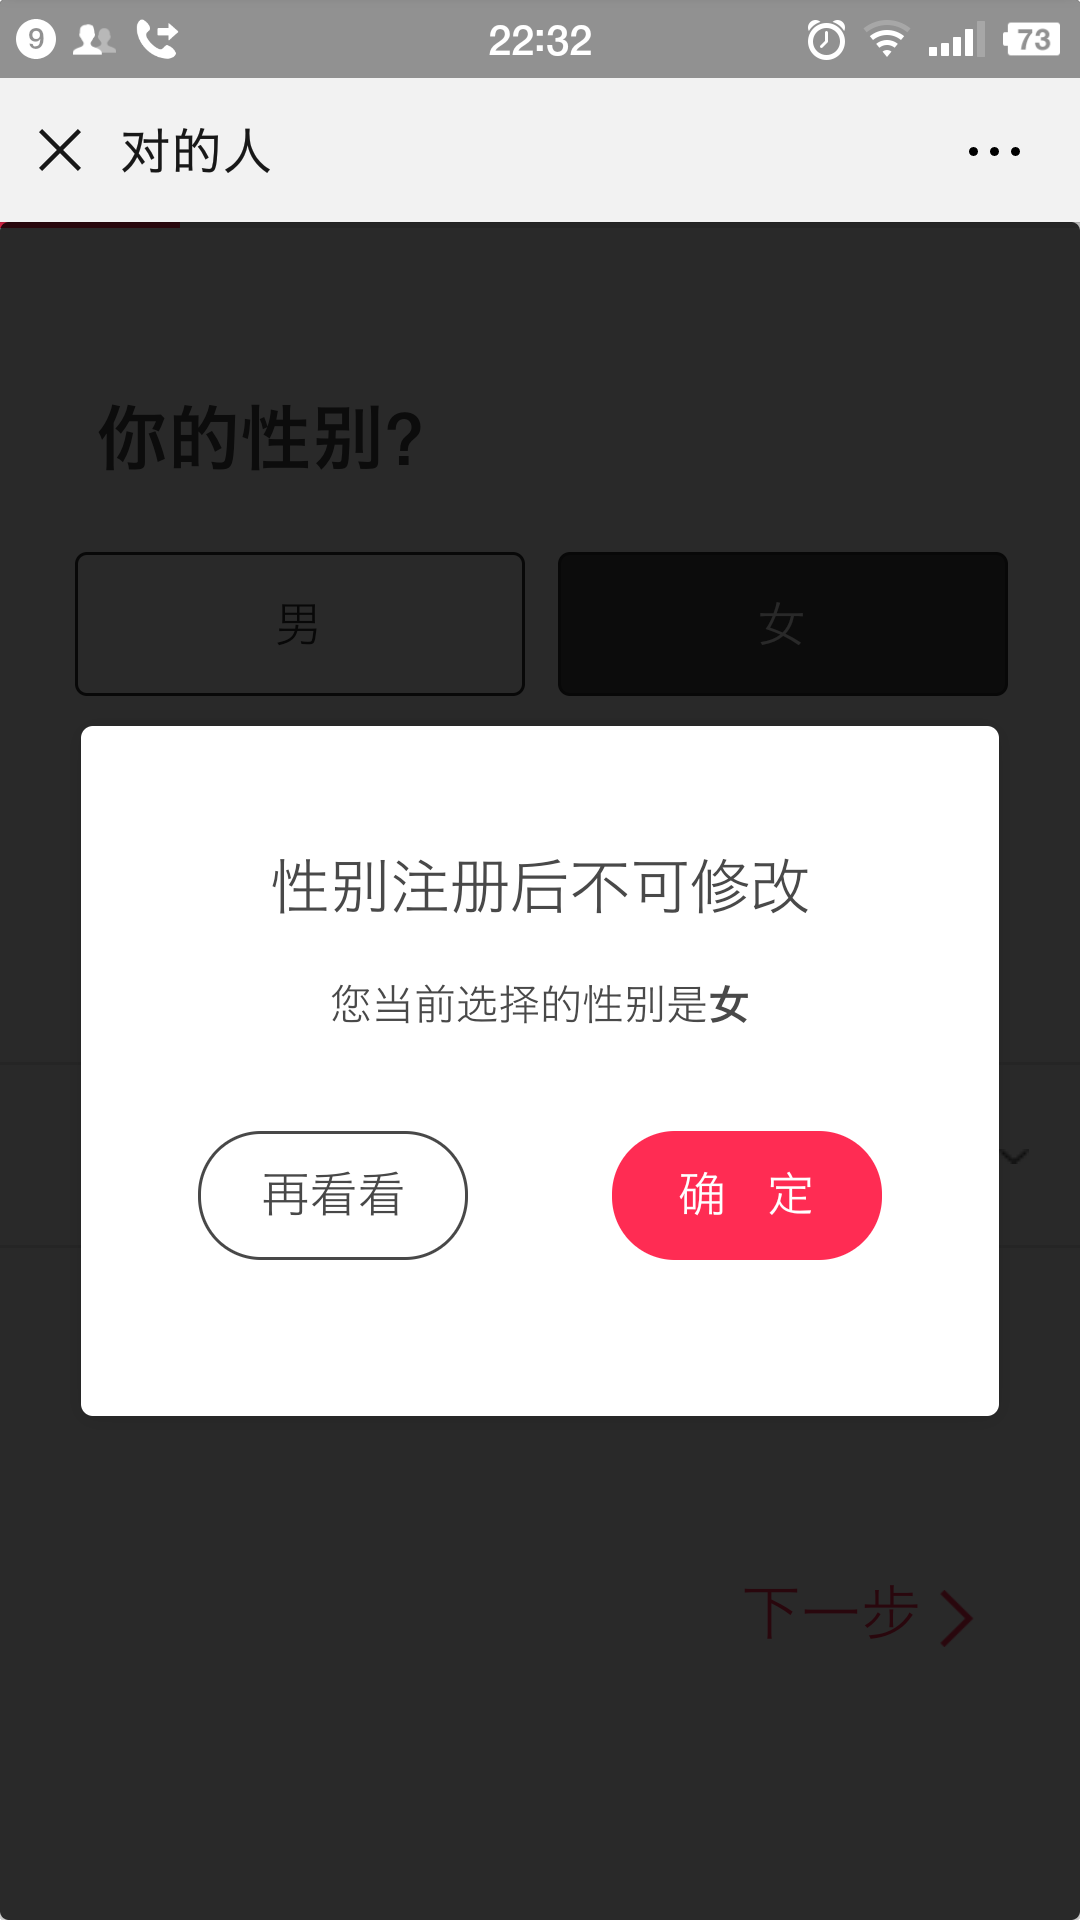 9 22:32 73
对的人
你的性别?
男 女
性别注册后不可修改
您当前选择的性别是女
再看看 确 定
下一步